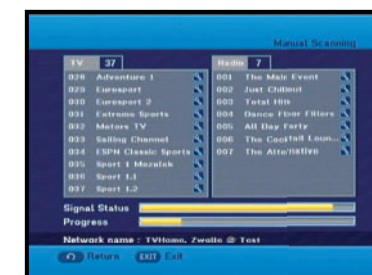 Manual Scanning
TV 37
028 Adventure 1
029 Eurosport
030 Eurosport 2
031 Extreme Sports
032 Motors TV
033 Sailing Channel
034 ESPN Classic Sports
035 Sport 1 Mozaiek
036 Sport 1.1
037 Sport 1.2
Radio 7
001 The Main Event
002 Just Chillout
003 Total Hits
004 Dance Floor Fillers
005 All Day Party
006 The Cocktail Loun...
007 The Alternative
Signal Status
Progress
Network name : TVHome, Zwolle @ Test
Return EXIT Exit